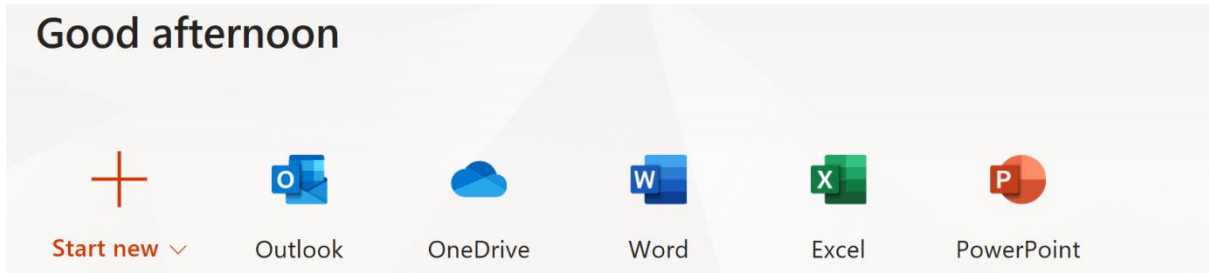 Good afternoon
O W X P
Start new Outlook OneDrive Word Excel PowerPoint